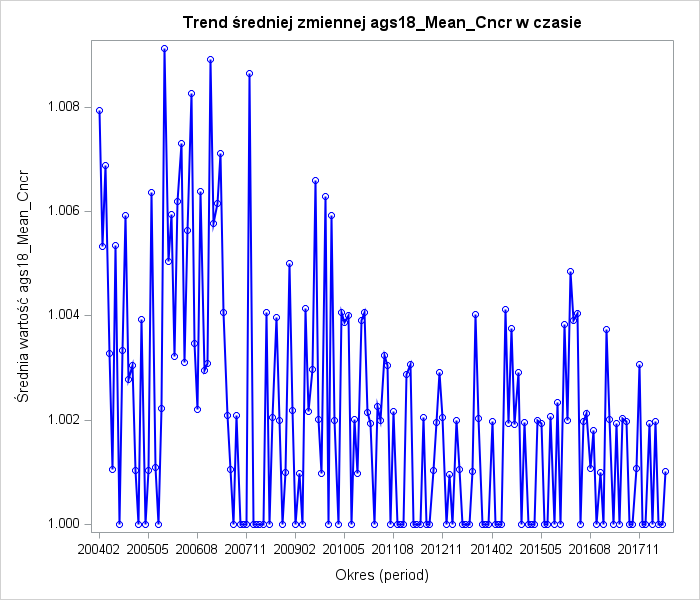 Trend średniej zmiennej ags18_Mean_Cncr w czasie
Średnia wartość ags18_Mean_Cncr
1.008
1.006
1.004
1.002
1.000
200402 200505 200608 200711 200902 201005 201108 201211 201402 201505 201608 201711
Okres (period)